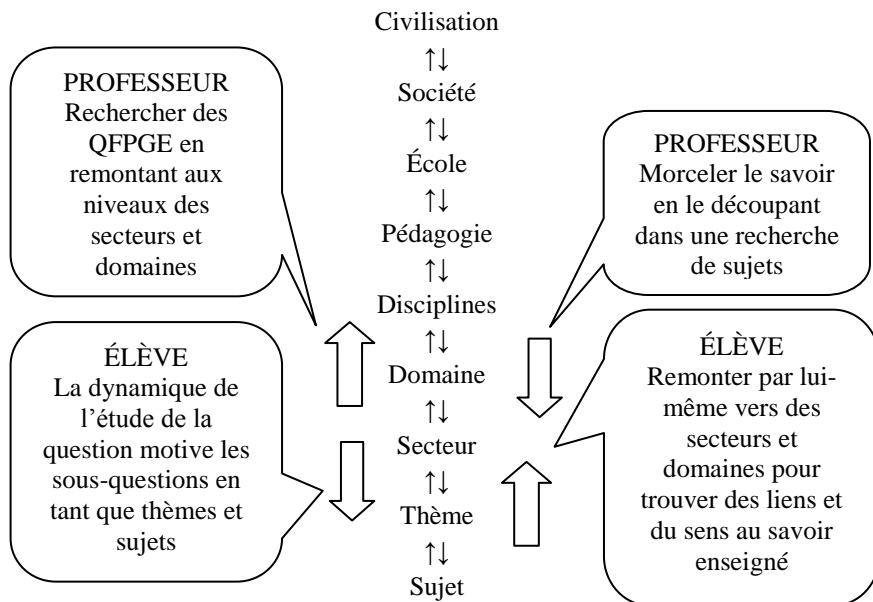 Civilisation
↑↓
Société
↑↓
École
↑↓
Pédagogie
↑↓
Disciplines
↑↓
Domaine
↑↓
Secteur
↑↓
Thème
↑↓
Sujet
PROFESSEUR
Rechercher des
QFPGE en
remontant aux
niveaux des
secteurs et
domaines
ÉLÈVE
La dynamique de
l’étude de la
question motive les
sous-questions en
tant que thèmes et
sujets
PROFESSEUR
Morceler le savoir
en le découpant
dans une recherche
de sujets
ÉLÈVE
Remonter par lui-
même vers des
secteurs et
domaines pour
trouver des liens et
du sens au savoir
enseigné